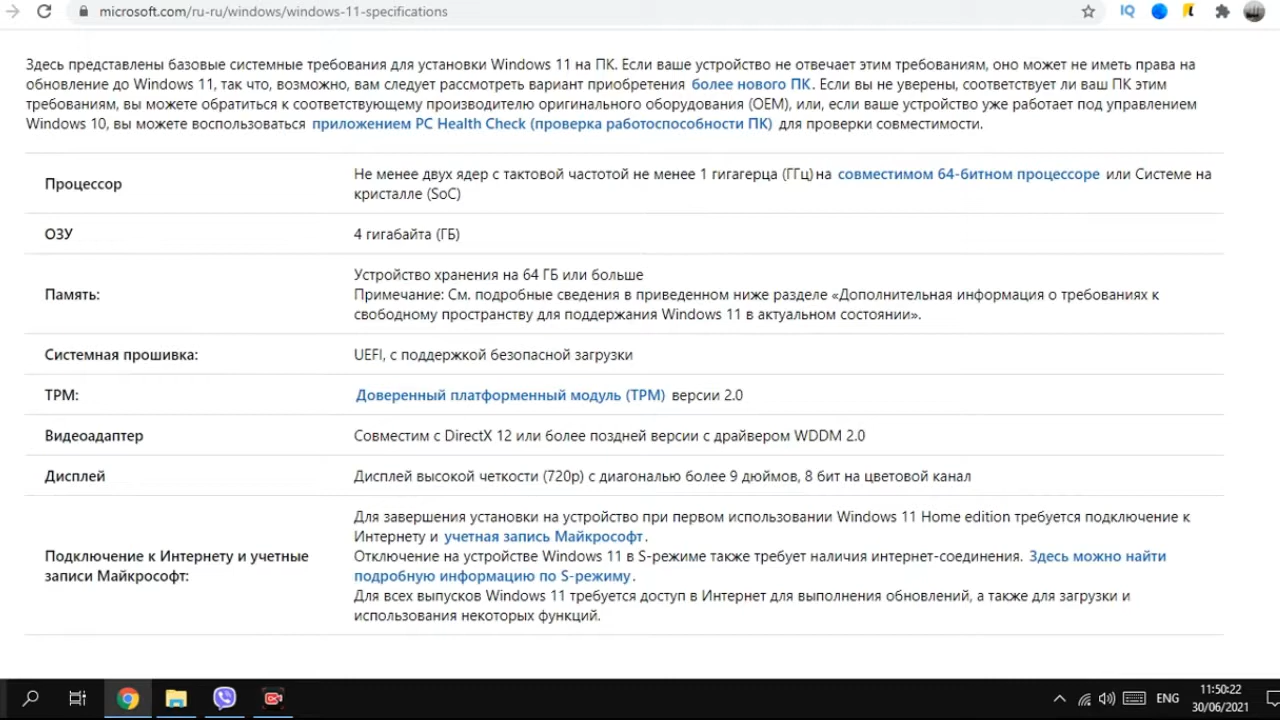 microsoft.com/ru-ru/windows/windows-11-specifications
IQ
Здесь представлены базовые системные требования для установки Windows 11 на ПК. Если ваше устройство не отвечает этим требованиям, оно может не иметь права на
обновление до Windows 11, так что, возможно, вам следует рассмотреть вариант приобретения более нового ПК. Если вы не уверены, соответствует ли ваш ПК этим
требованиям, вы можете обратиться к соответствующему производителю оригинального оборудования (OEM), или, если ваше устройство уже работает под управлением
Windows 10, вы можете воспользоваться приложением PC Health Check (проверка работоспособности ПК) для проверки совместимости.
Процессор
Не менее двух ядер с тактовой частотой не менее 1 гигагерца (ГГц) на совместимом 64-битном процессоре или Системе на
кристалле (SoC)
ОЗУ
4 гигабайта (ГБ)
Память:
Устройство хранения на 64 ГБ или больше
Примечание: См. подробные сведения в приведенном ниже разделе «Дополнительная информация о требованиях к
свободному пространству для поддержания Windows 11 в актуальном состоянии».
Системная прошивка:
UEFI, с поддержкой безопасной загрузки
TPM:
Доверенный платформенный модуль (TPM) версии 2.0
Видеоадаптер
Совместим с DirectX 12 или более поздней версии с драйвером WDDM 2.0
Дисплей
Дисплей высокой четкости (720p) с диагональю более 9 дюймов, 8 бит на цветовой канал
Подключение к Интернету и учетные
записи Майкрософт:
Для завершения установки на устройство при первом использовании Windows 11 Home edition требуется подключение к
Интернету и учетная запись Майкрософт.
Отключение на устройстве Windows 11 в S-режиме также требует наличия интернет-соединения. Здесь можно найти
подробную информацию по S-режиму.
Для всех выпусков Windows 11 требуется доступ в Интернет для выполнения обновлений, а также для загрузки и
использования некоторых функций.
ENG
11:50:22
30/06/2021